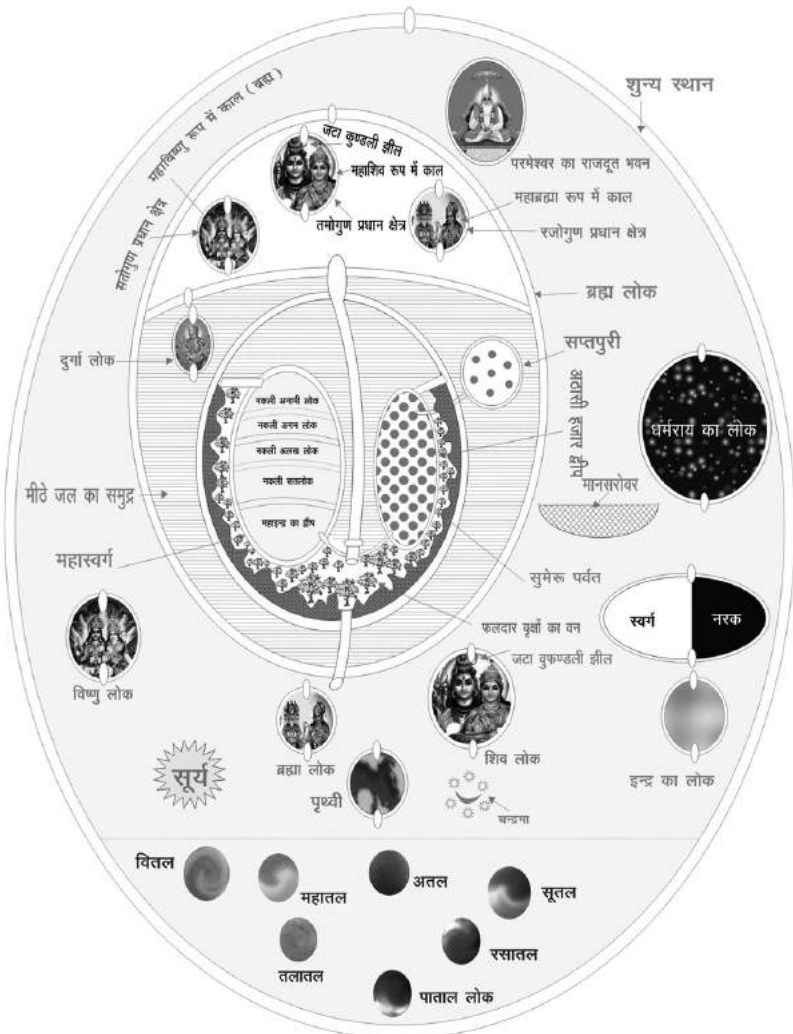 शुन्य स्थान
महाविष्णु रूप में काल (ब्रह्म)
सतोगुण प्रधान क्षेत्र
जटा कुण्डली झील
महाशिव रूप में काल
तमोगुण प्रधान क्षेत्र
परमेश्वर का राजदूत भवन
महाब्रह्मा रूप में काल
रजोगुण प्रधान क्षेत्र
ब्रह्म लोक
दुर्गा लोक
सप्तपुरी
नकली अनामी लोक
नकली अगम लोक
नकली अलख लोक
नकली सतलोक
महाइन्द्र का द्वीप
अठासी हजार द्वीप
धर्मराय का लोक
मानसरोवर
मीठे जल का समुद्र
महास्वर्ग
सुमेरू पर्वत
फलदार वृक्षों का वन
स्वर्ग
नरक
विष्णु लोक
जटा वुफण्डली झील
ब्रह्मा लोक
शिव लोक
इन्द्र का लोक
सूर्य
पृथ्वी
चन्द्रमा
वितल
महातल
अतल
सूतल
तलातल
रसातल
पाताल लोक